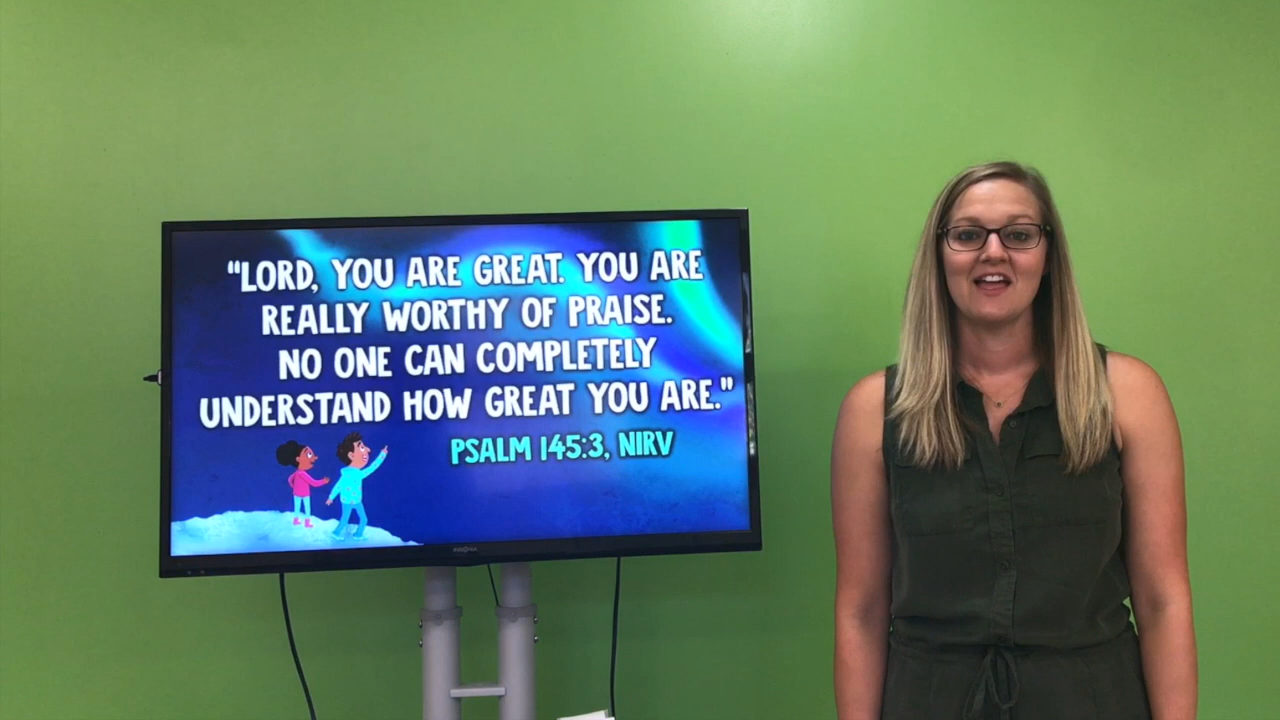 "LORD, YOU ARE GREAT. YOU ARE
REALLY WORTHY OF PRAISE.
NO ONE CAN COMPLETELY
UNDERSTAND HOW GREAT YOU ARE."
PSALM 145:3, NIRV
INSIGNIA